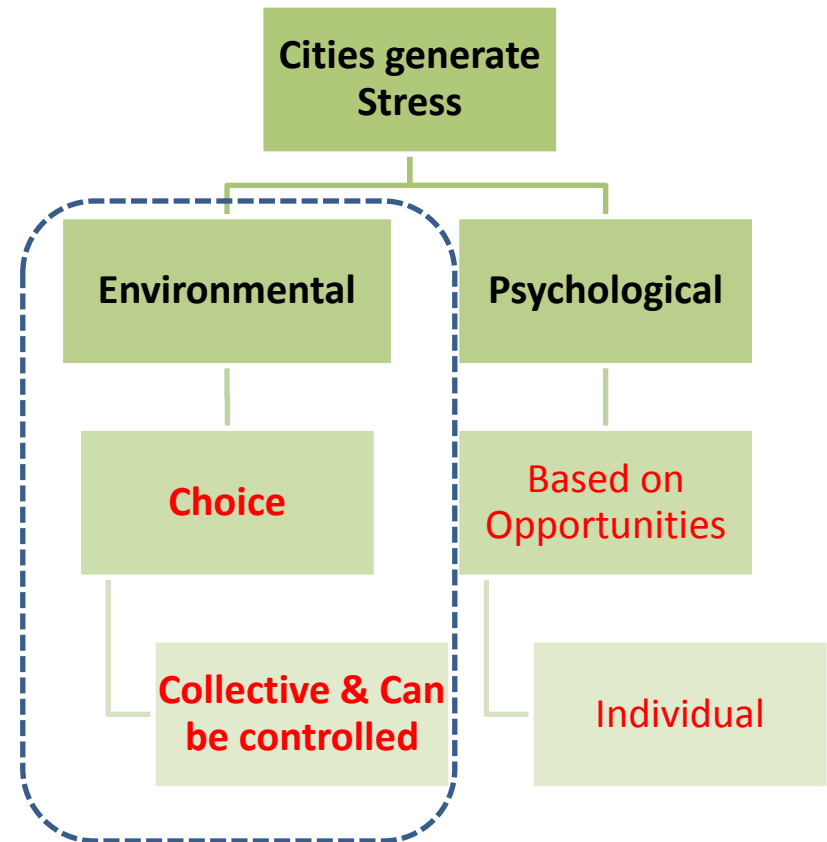 Cities generate
Stress
Environmental
Psychological
Choice
Based on
Opportunities
Collective & Can
be controlled
Individual